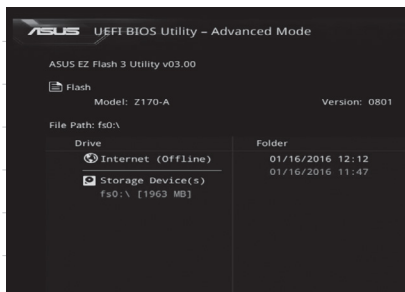 ASUS UEFI BIOS Utility – Advanced Mode
ASUS EZ Flash 3 Utility v03.00
Flash
Model: Z170-A Version: 0801
File Path: fs0:\
Drive Folder
Internet (Offline) 01/16/2016 12:12
01/16/2016 11:47
Storage Device(s)
fs0:\ [1963 MB]